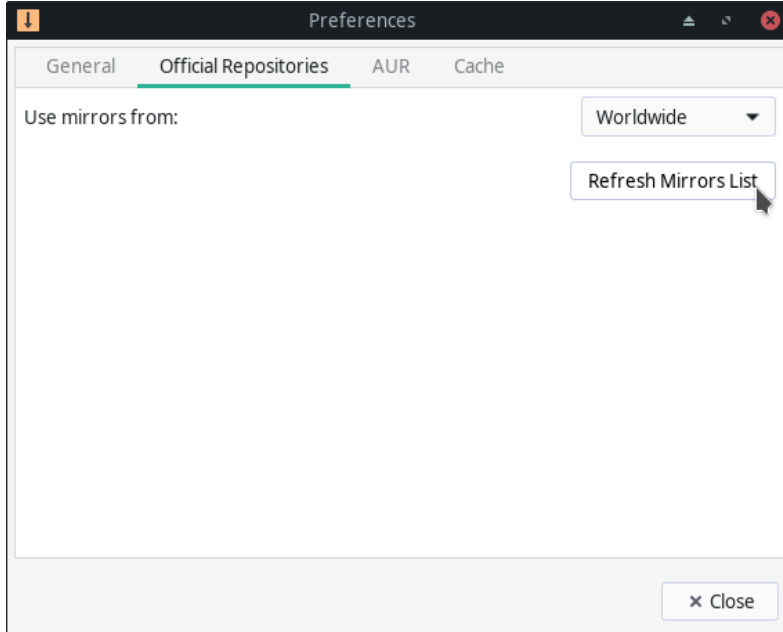 Preferences
General Official Repositories AUR Cache
Use mirrors from: Worldwide
Refresh Mirrors List
Close